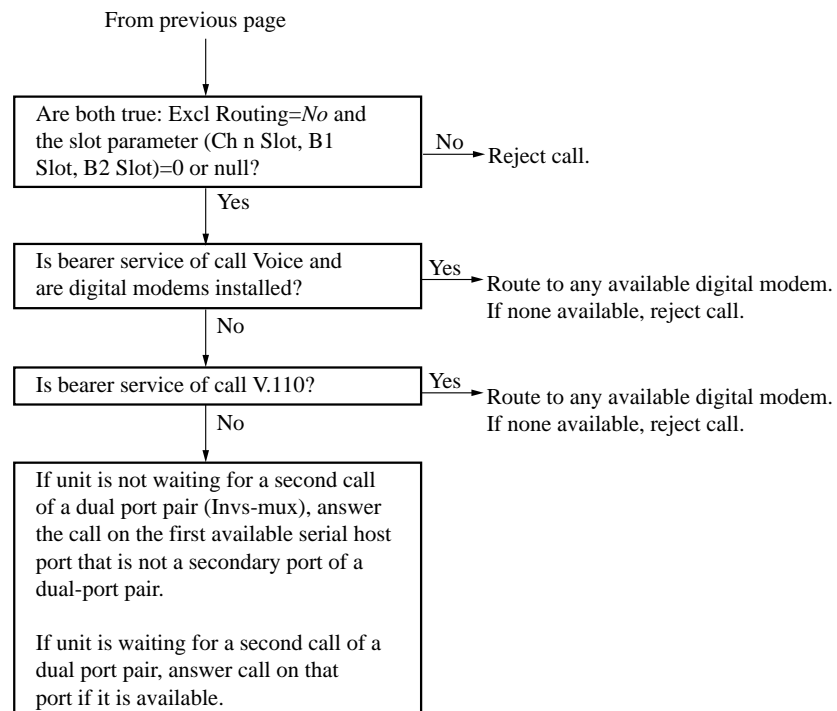 From previous page
Are both true: Excl Routing=No and
the slot parameter (Ch n Slot, B1
Slot, B2 Slot)=0 or null?
No
Reject call.
Yes
Is bearer service of call Voice and
are digital modems installed?
Yes
Route to any available digital modem.
If none available, reject call.
No
Is bearer service of call V.110?
Yes
Route to any available digital modem.
If none available, reject call.
No
If unit is not waiting for a second call
of a dual port pair (Invs-mux), answer
the call on the first available serial host
port that is not a secondary port of a
dual-port pair.
If unit is waiting for a second call of a
dual port pair, answer call on that
port if it is available.